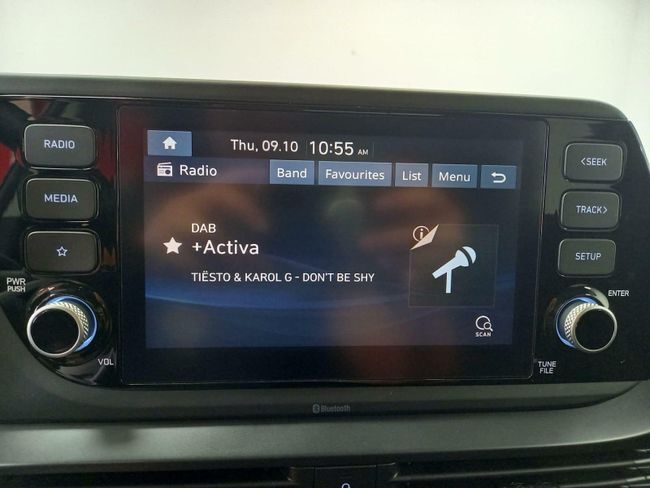 RADIO
MEDIA
PWR
PUSH
VOL
Thu, 09.10 10:55 AM
Radio Band Favourites List Menu
DAB
+Activa
TIËSTO & KAROL G - DON'T BE SHY
SCAN
<SEEK
TRACK>
SETUP
ENTER
TUNE
FILE
Bluetooth